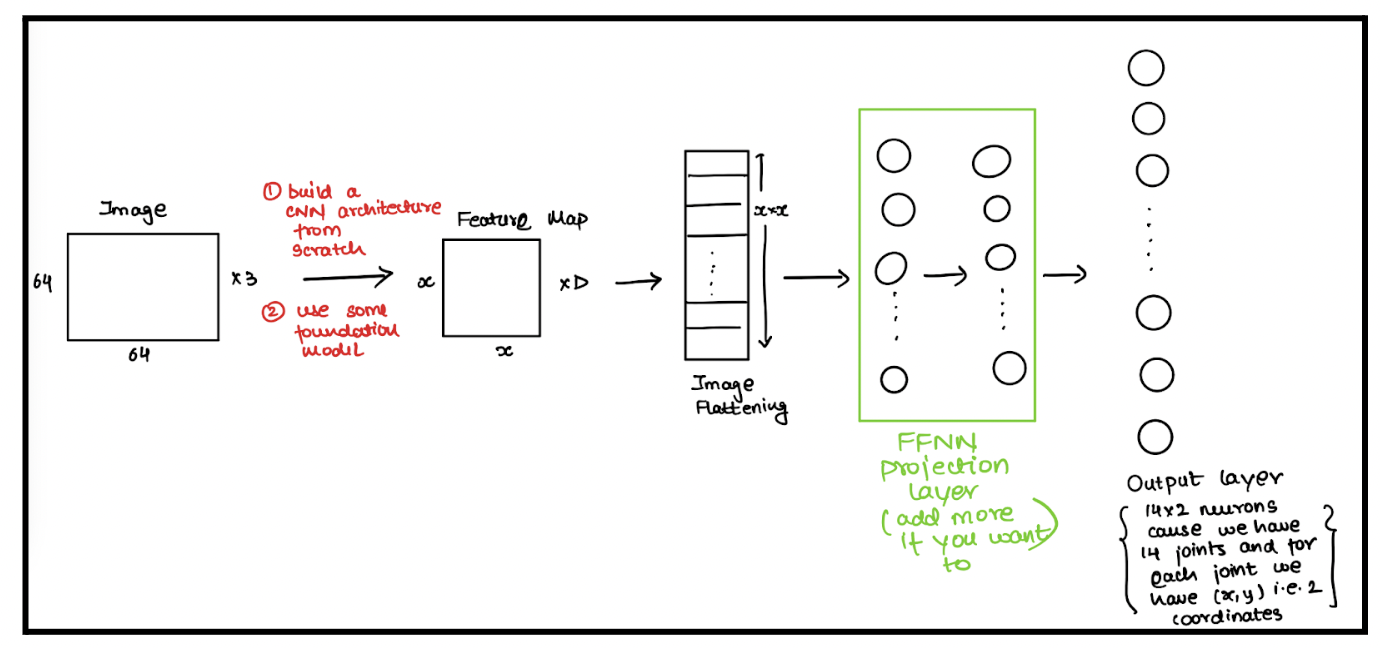 Image
64
x3
64
① build a
CNN architecture
from
scratch
② use some
foundation
model
Feature Map
x
xD
x
x*x
Image
Flattening
FFNN
projection
layer
(add more
if you want
to)
Output layer
{ 14x2 neurons
cause we have
14 joints and for
each joint we
have (x,y) i.e. 2
coordinates }